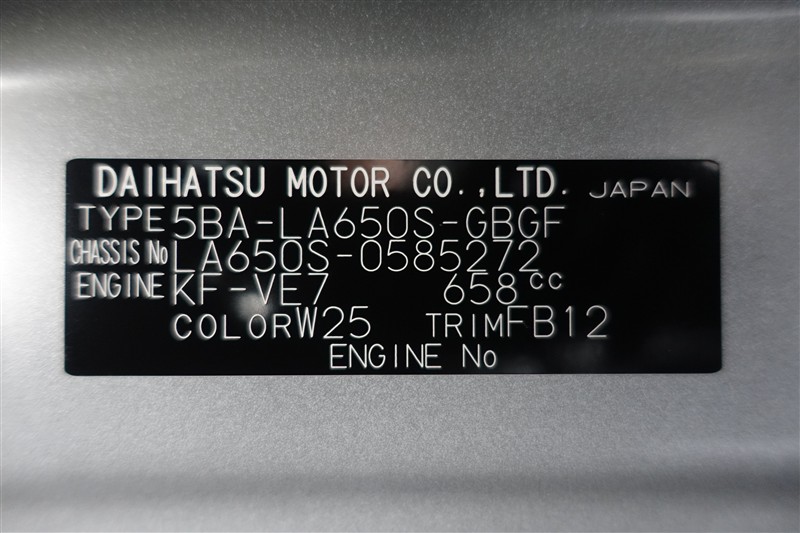 DAIHATSU MOTOR CO.,LTD. JAPAN
TYPE 5BA-LA650S-GBGF
CHASSIS No LA650S-0585272
ENGINE KF-VE7 658cc
COLOR W25 TRIM FB12
ENGINE No